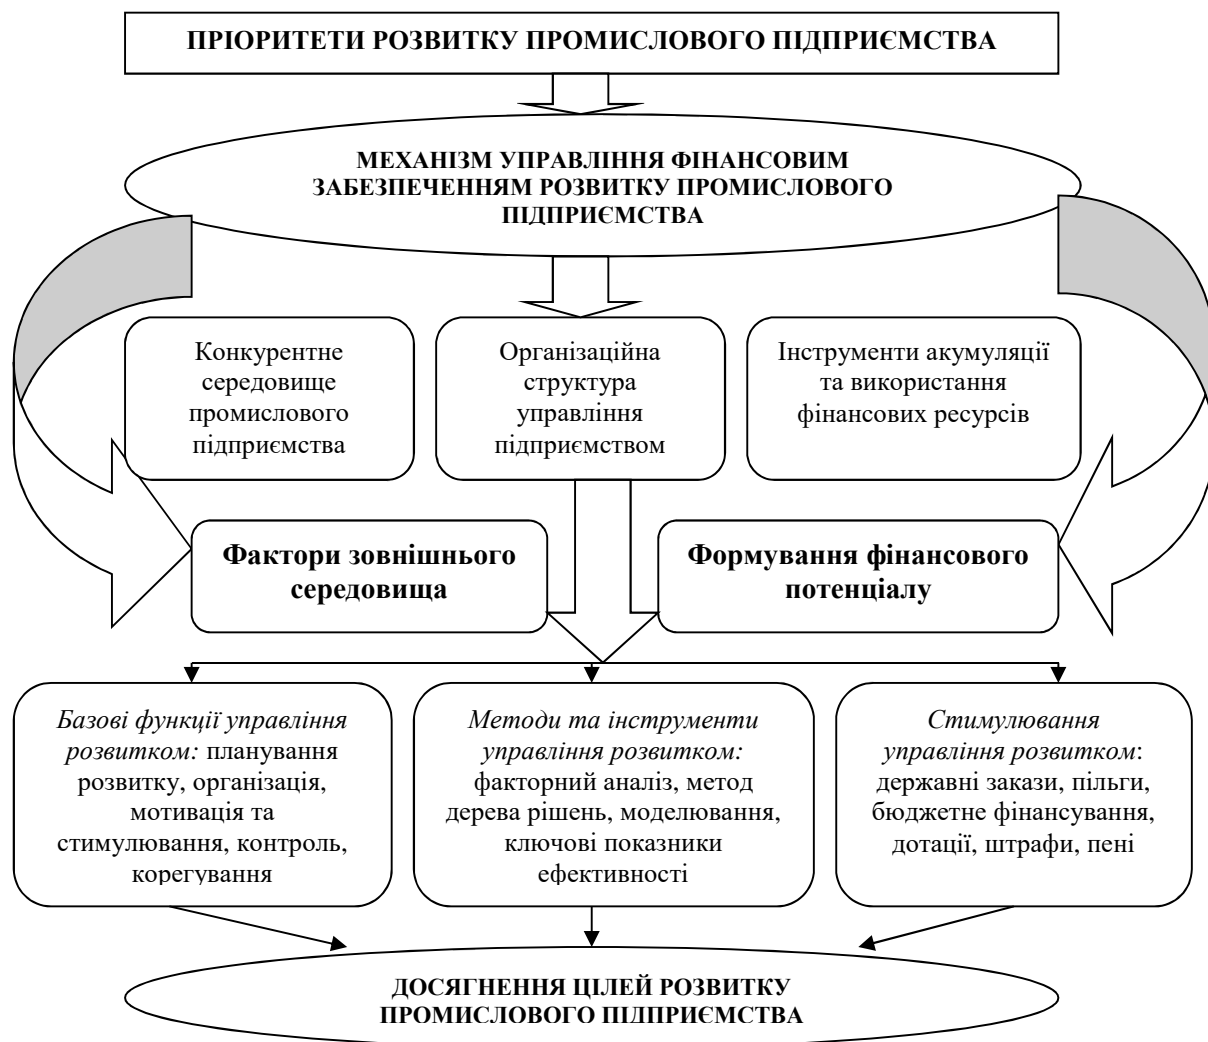 ПРІОРИТЕТИ РОЗВИТКУ ПРОМИСЛОВОГО ПІДПРИЄМСТВА
МЕХАНІЗМ УПРАВЛІННЯ ФІНАНСОВИМ
ЗАБЕЗПЕЧЕННЯМ РОЗВИТКУ ПРОМИСЛОВОГО
ПІДПРИЄМСТВА
Конкурентне
середовище
промислового
підприємства
Організаційна
структура
управління
підприємством
Інструменти акумуляції
та використання
фінансових ресурсів
Фактори зовнішнього
середовища
Формування фінансового
потенціалу
Базові функції управління
розвитком: планування
розвитку, організація,
мотивація та
стимулювання, контроль,
корегування
Методи та інструменти
управління розвитком:
факторний аналіз, метод
дерева рішень, моделювання,
ключові показники
ефективності
Стимулювання
управління розвитком:
державні закази, пільги,
бюджетне фінансування,
дотації, штрафи, пені
ДОСЯГНЕННЯ ЦІЛЕЙ РОЗВИТКУ
ПРОМИСЛОВОГО ПІДПРИЄМСТВА